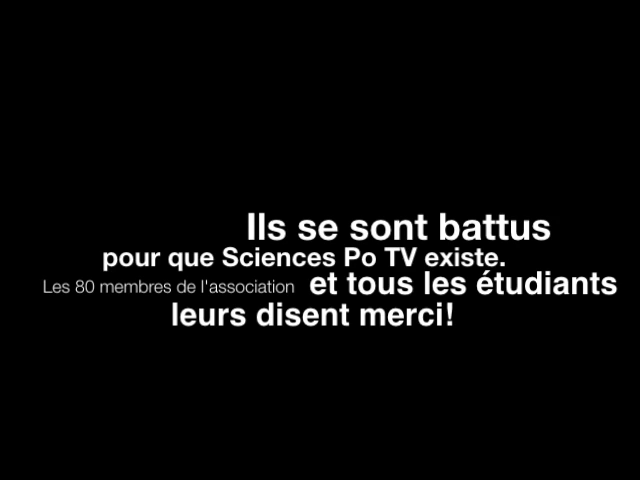 Ils se sont battus
pour que Sciences Po TV existe.
Les 80 membres de l'association et tous les étudiants
leurs disent merci!